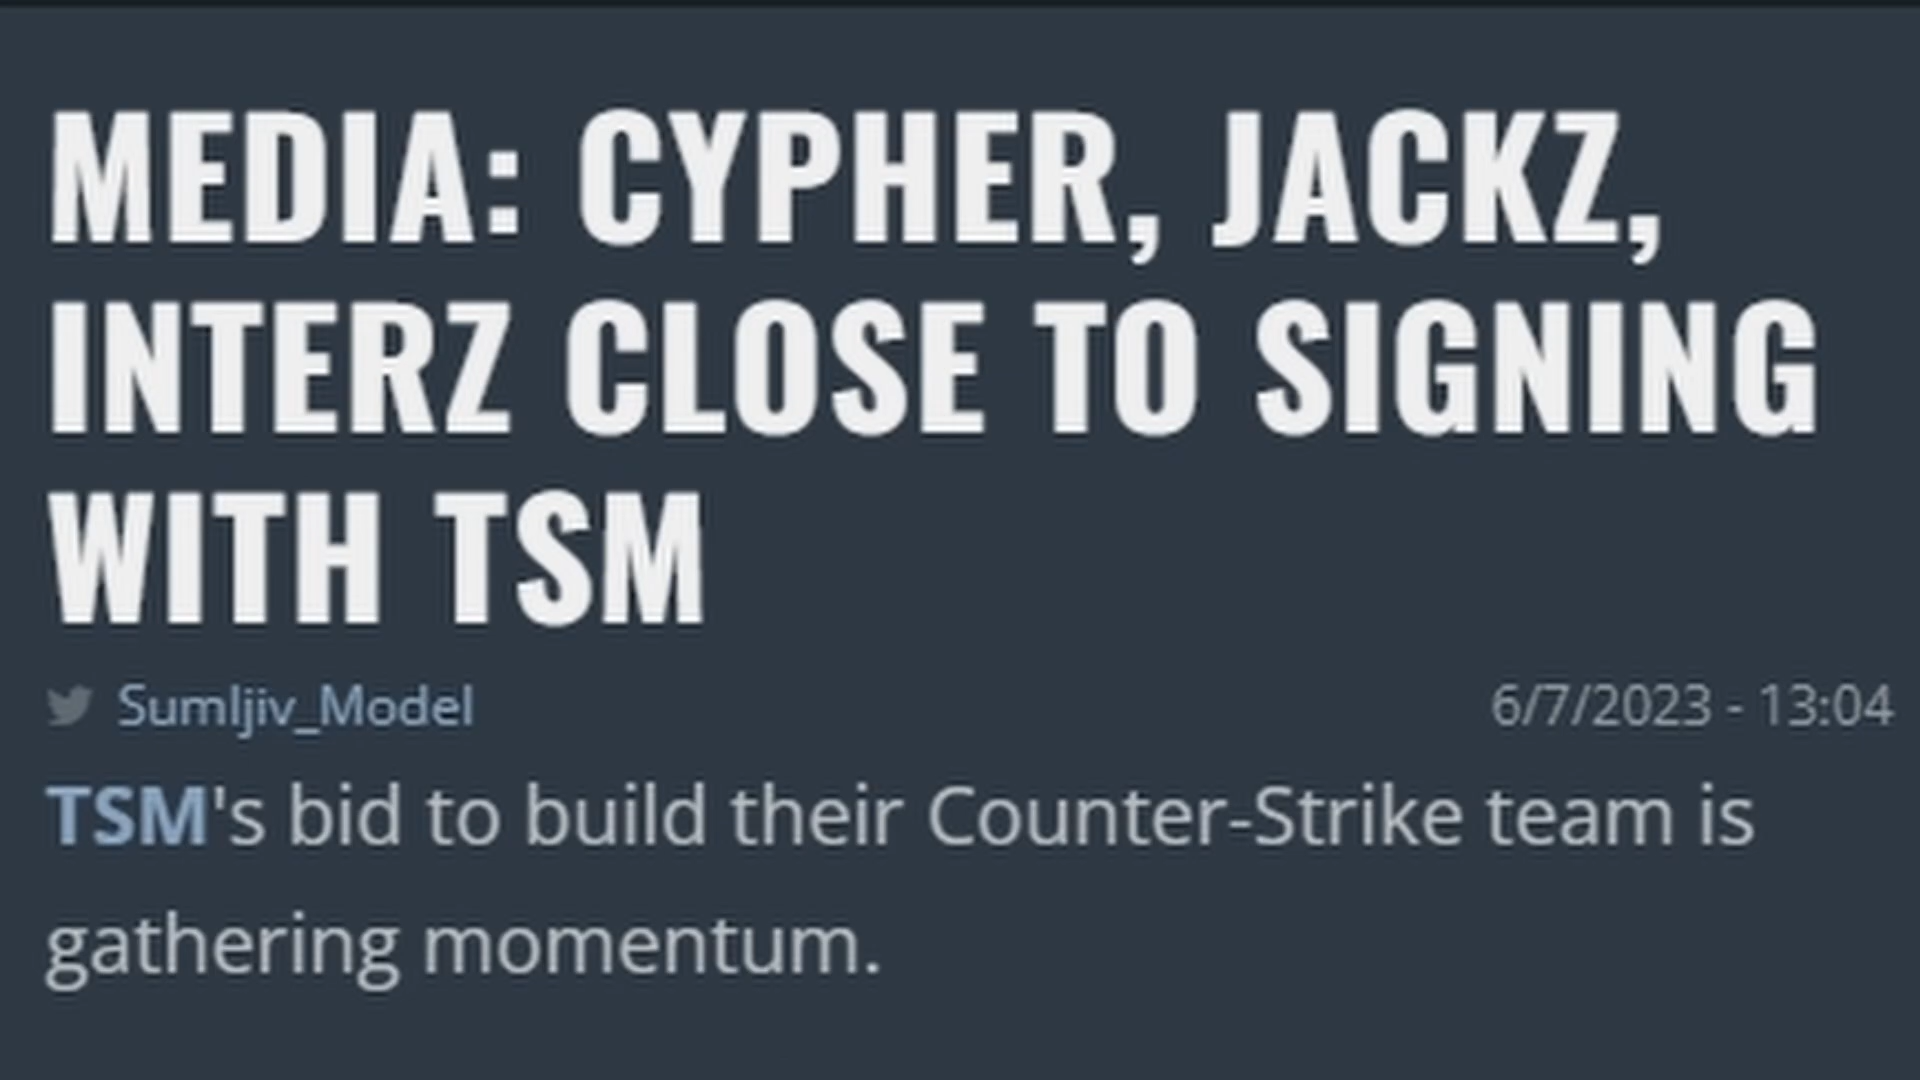 MEDIA: CYPHER, JACKZ,
INTERZ CLOSE TO SIGNING
WITH TSM
Sumljiv_Model
6/7/2023 - 13:04
TSM's bid to build their Counter-Strike team is
gathering momentum.